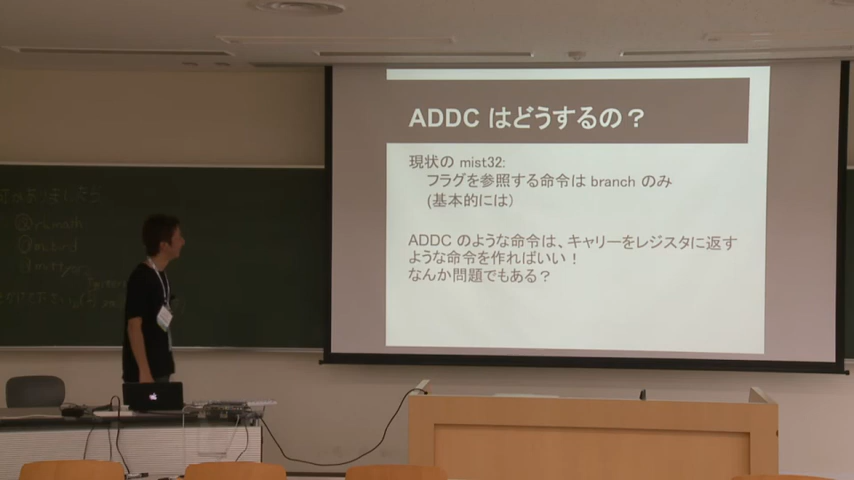 ADDC はどうするの？
現状の mist32:
フラグを参照する命令は branch のみ
(基本的には)
ADDC のような命令は、キャリーをレジスタに返す
ような命令を作ればいい！
なんか問題でもある？